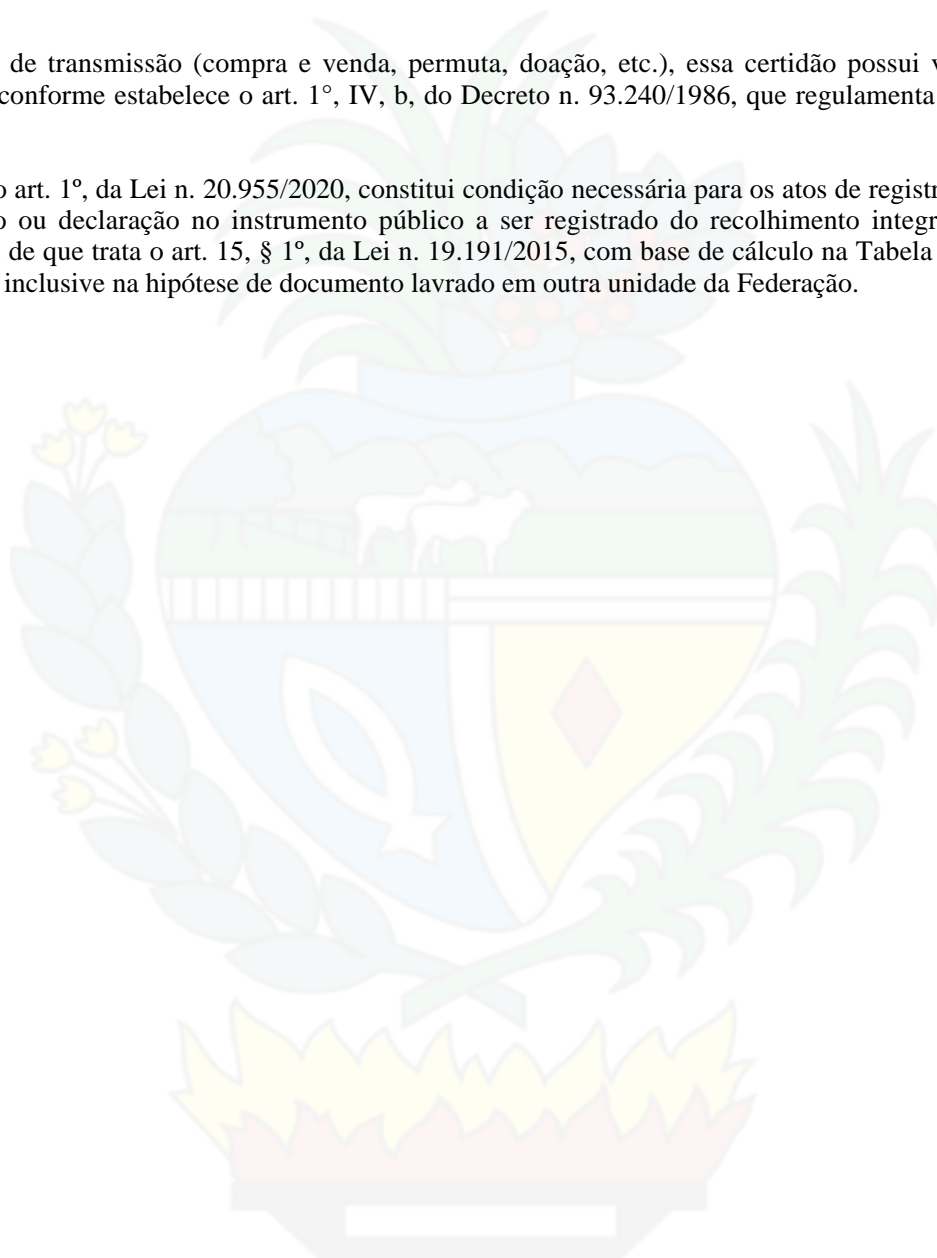 de transmissão (compra e venda, permuta, doação, etc.), essa certidão possui
conforme estabelece o art. 1°, IV, b, do Decreto n. 93.240/1986, que regulamenta
o art. 1º, da Lei n. 20.955/2020, constitui condição necessária para os atos de
ou declaração no instrumento público a ser registrado do recolhimento
de que trata o art. 15, § 1º, da Lei n. 19.191/2015, com base de cálculo na Tabela
inclusive na hipótese de documento lavrado em outra unidade da Federação.